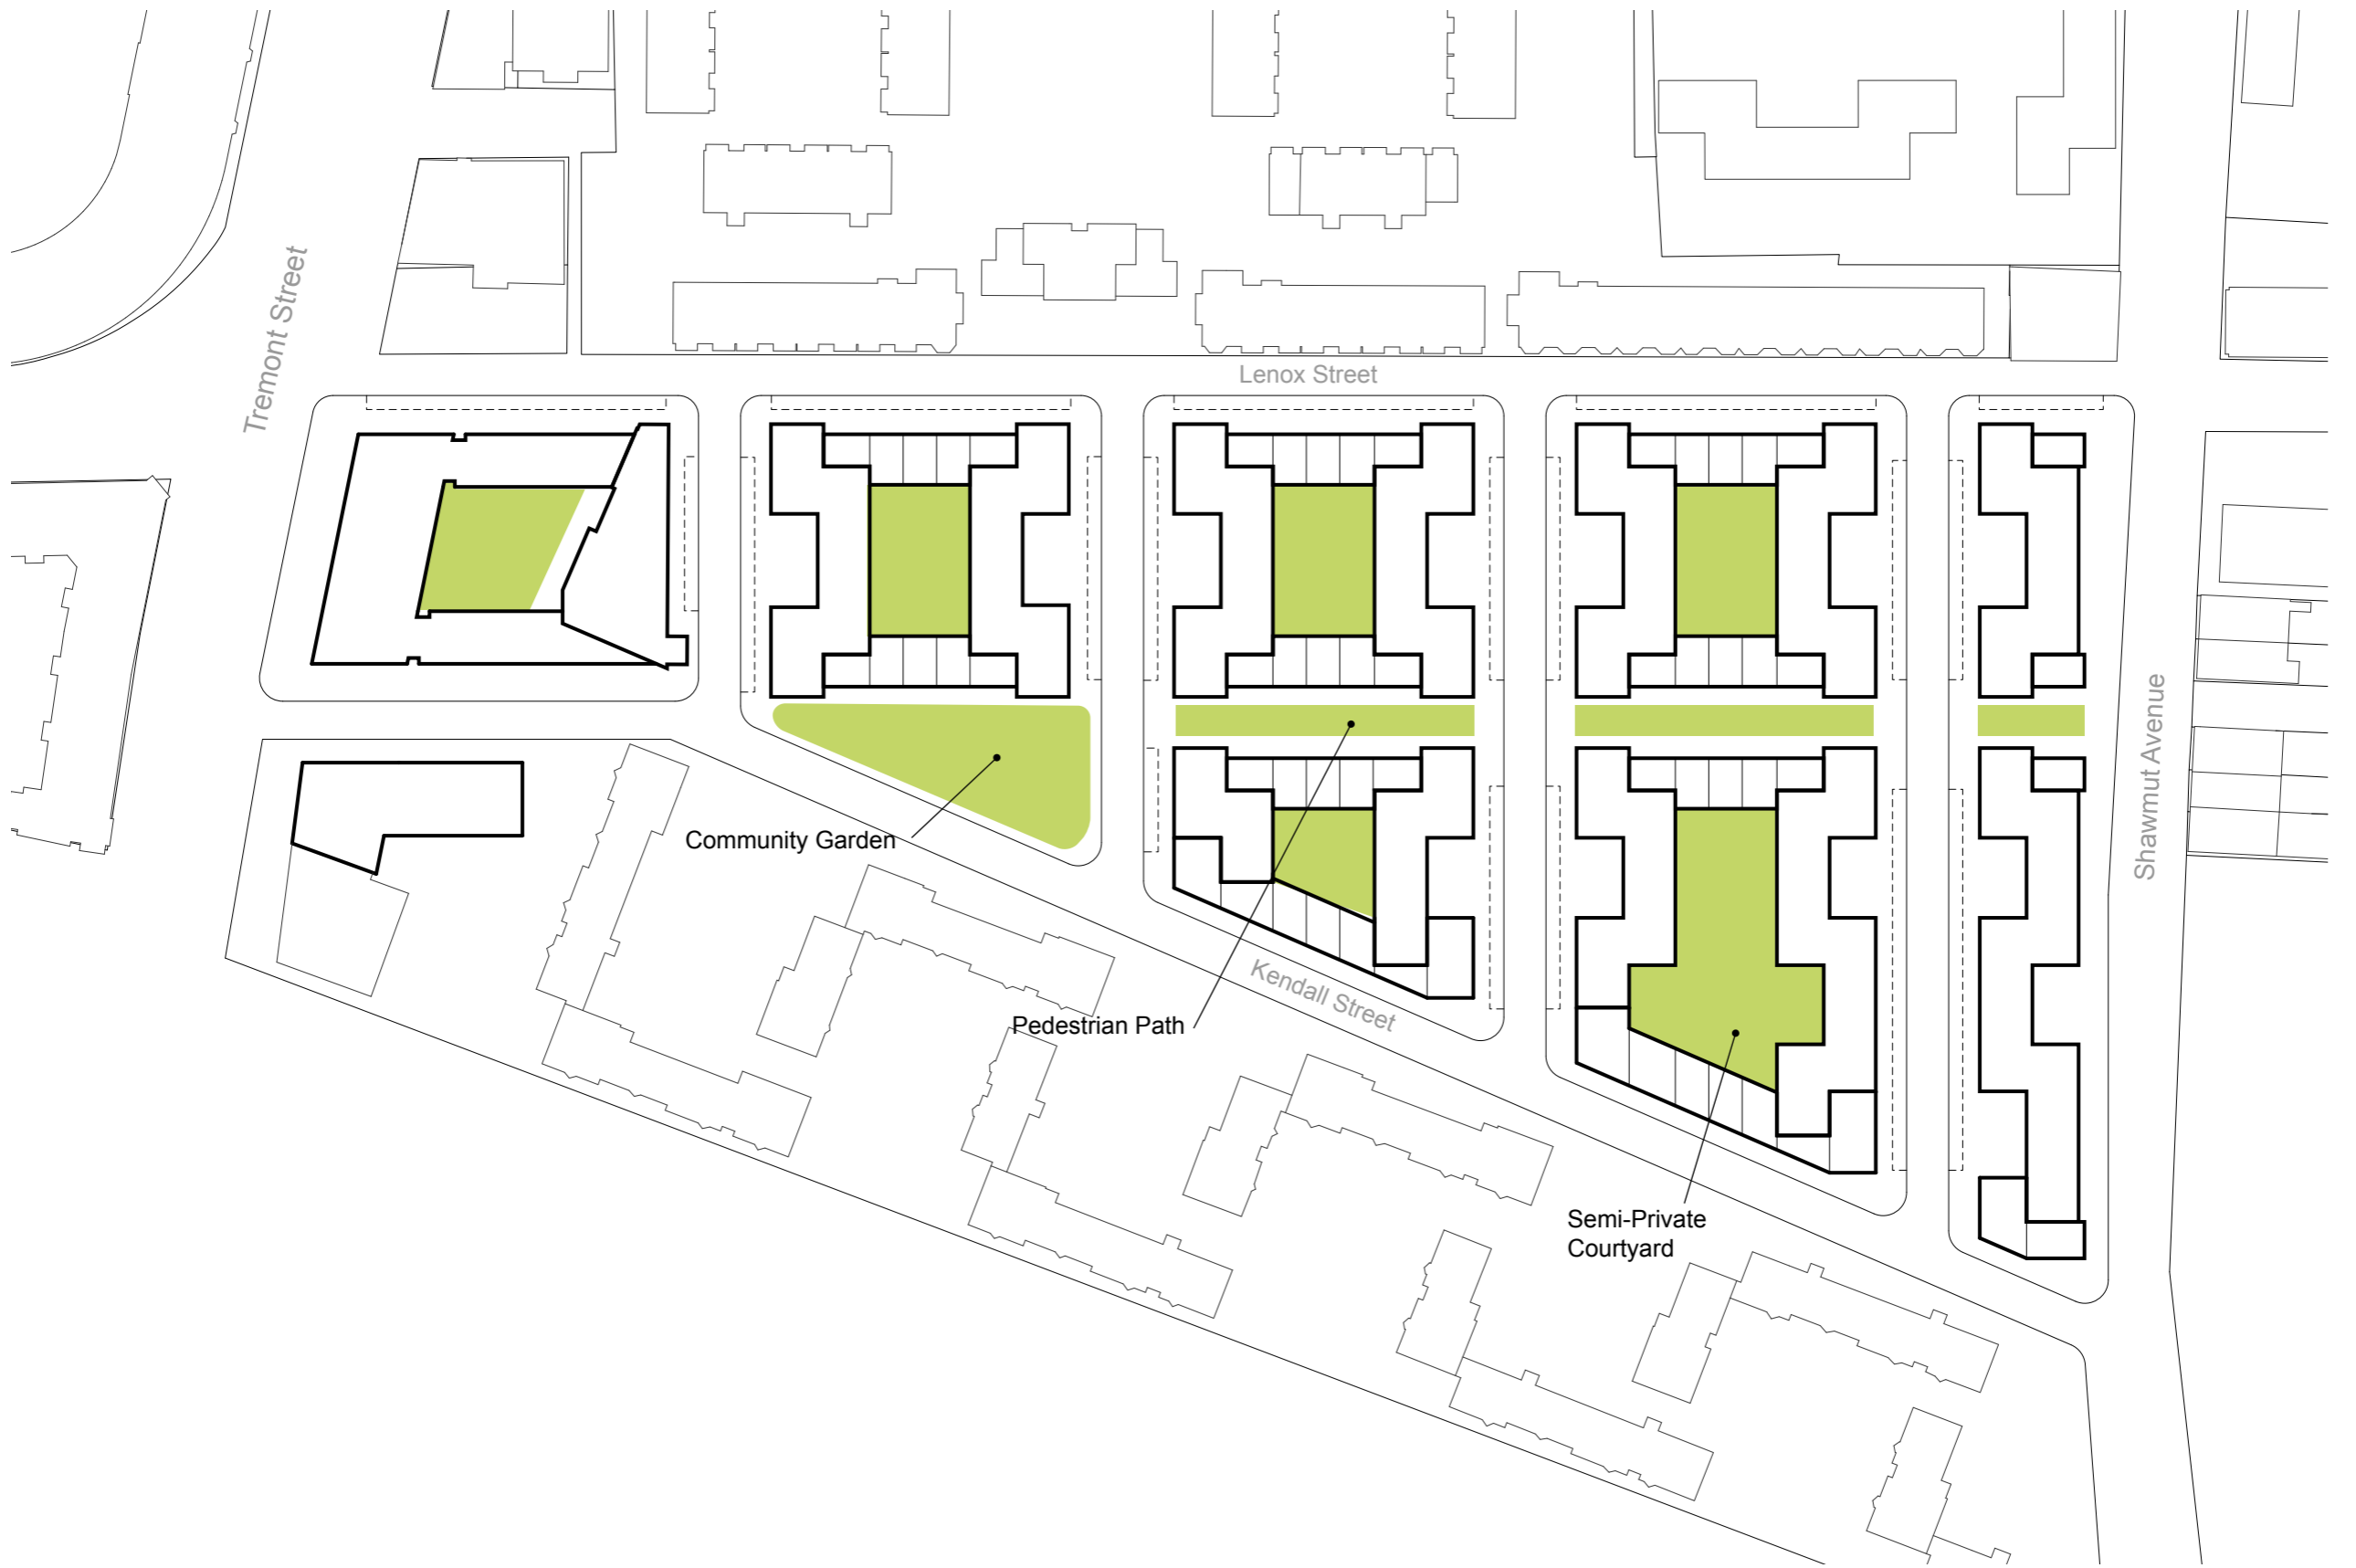 Tremont Street
Lenox Street
Shawmut Avenue
Community Garden
Kendall Street
Pedestrian Path
Semi-Private
Courtyard